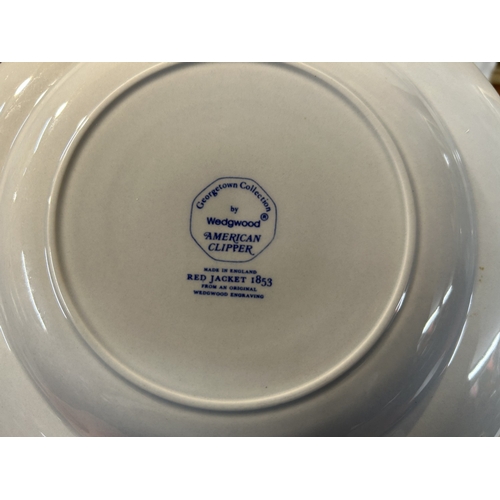 Georgetown Collection
by
Wedgwood®
AMERICAN
CLIPPER
MADE IN ENGLAND
RED JACKET 1853
FROM AN ORIGINAL
WEDGWOOD ENGRAVING